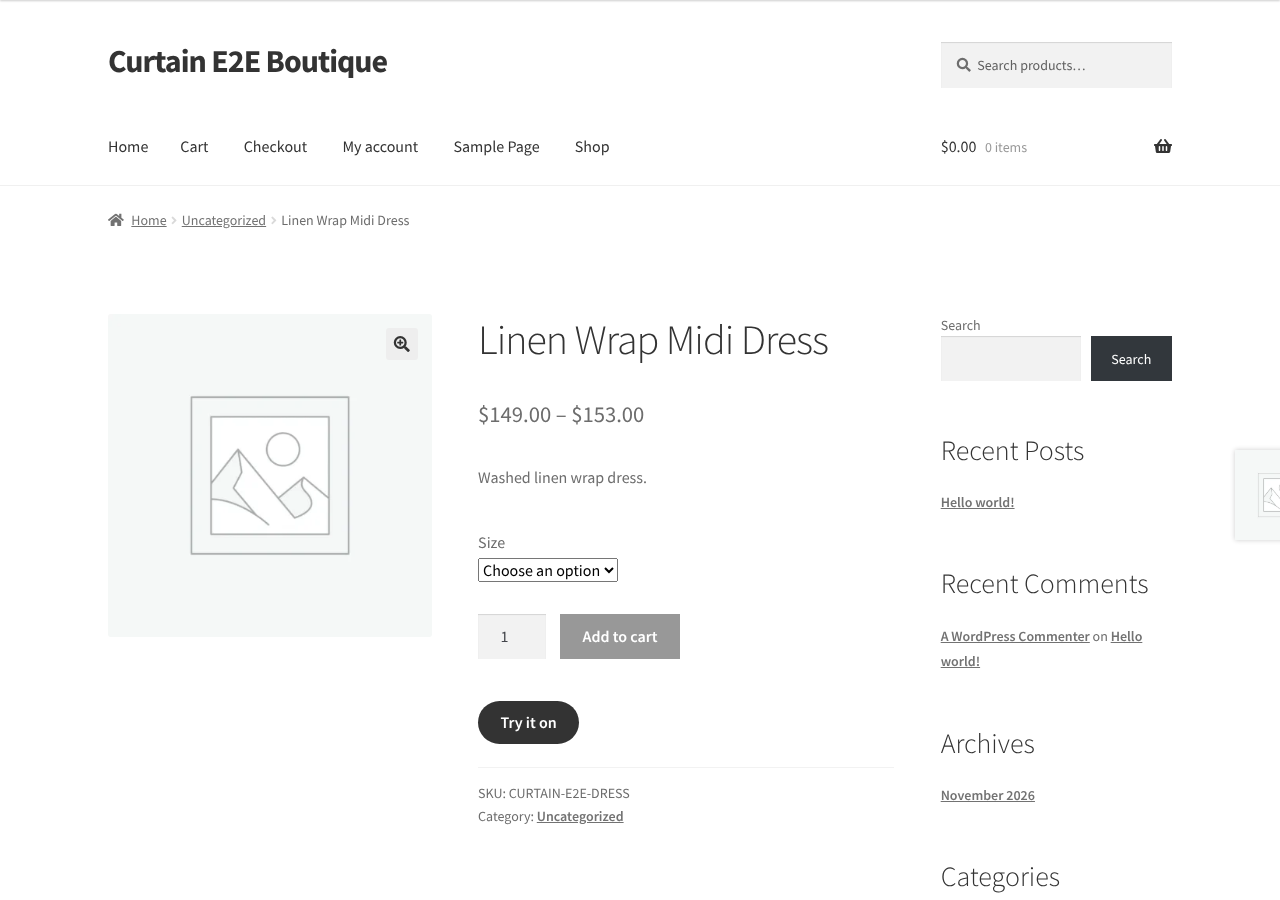 Curtain E2E Boutique
Search products…
Home
Cart
Checkout
My account
Sample Page
Shop
$0.00 0 items
Home
Uncategorized
Linen Wrap Midi Dress
Linen Wrap Midi Dress
$149.00 – $153.00
Washed linen wrap dress.
Size
Choose an option
1
Add to cart
Try it on
SKU: CURTAIN-E2E-DRESS
Category: Uncategorized
Search
Search
Recent Posts
Hello world!
Recent Comments
A WordPress Commenter on Hello
world!
Archives
November 2026
Categories